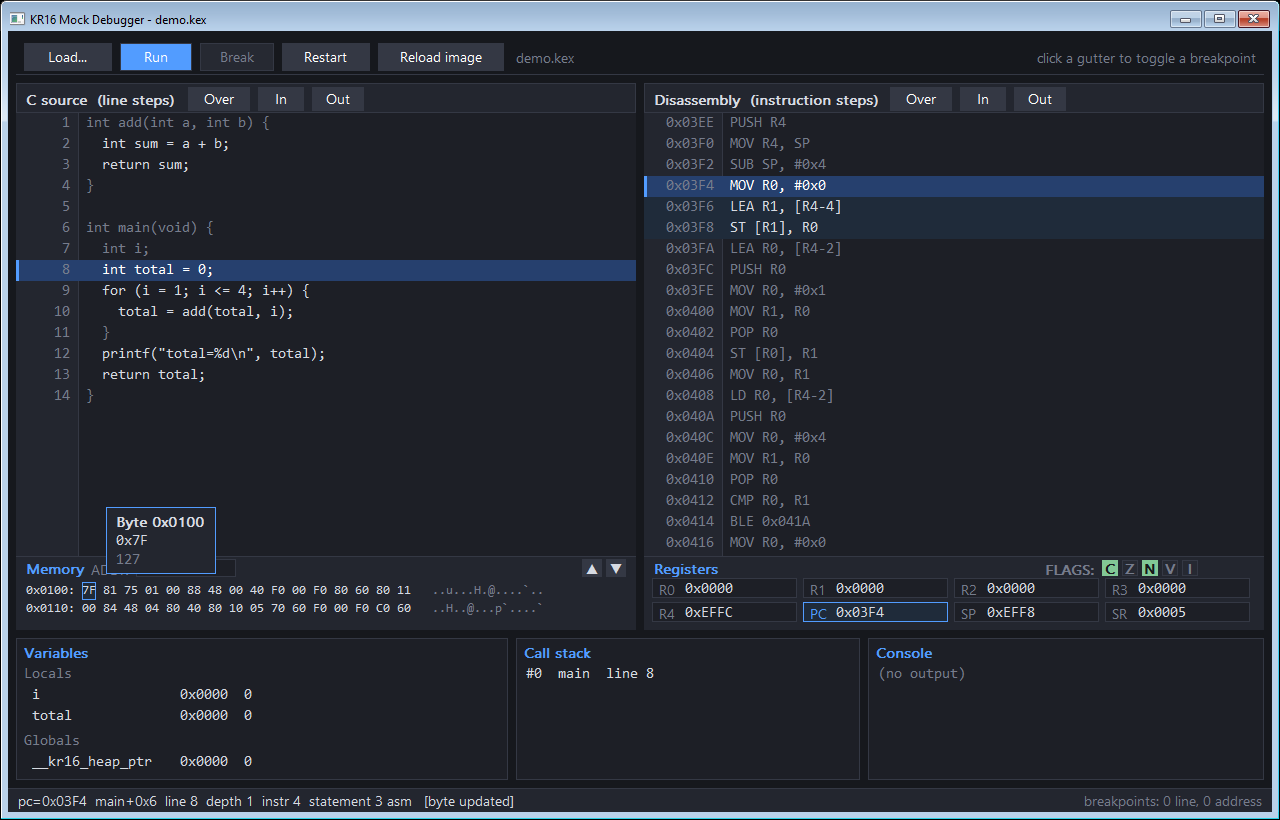 KR16 Mock Debugger - demo.kex
Load... Run Break Restart Reload image demo.kex click a gutter to toggle a breakpoint
C source (line steps) Over In Out
1 int add(int a, int b) {
2 int sum = a + b;
3 return sum;
4 }
5
6 int main(void) {
7 int i;
8 int total = 0;
9 for (i = 1; i <= 4; i++) {
10 total = add(total, i);
11 }
12 printf("total=%d\n", total);
13 return total;
14 }
Disassembly (instruction steps) Over In Out
0x03EE PUSH R4
0x03F0 MOV R4, SP
0x03F2 SUB SP, #0x4
0x03F4 MOV R0, #0x0
0x03F6 LEA R1, [R4-4]
0x03F8 ST [R1], R0
0x03FA LEA R0, [R4-2]
0x03FC PUSH R0
0x03FE MOV R0, #0x1
0x0400 MOV R1, R0
0x0402 POP R0
0x0404 ST [R0], R1
0x0406 MOV R0, R1
0x0408 LD R0, [R4-2]
0x040A PUSH R0
0x040C MOV R0, #0x4
0x040E MOV R1, R0
0x0410 POP R0
0x0412 CMP R0, R1
0x0414 BLE 0x041A
0x0416 MOV R0, #0x0
Byte 0x0100
0x7F
127
Memory
0x0100: 7F 81 75 01 00 88 48 00 40 F0 00 F0 80 60 80 11 ..u...H.@....`..
0x0110: 00 84 48 04 80 40 80 10 05 70 60 F0 00 F0 C0 60 ..H..@...p`....`
Registers FLAGS: C Z N V I
R0 0x0000 R1 0x0000 R2 0x0000 R3 0x0000
R4 0xEFFC PC 0x03F4 SP 0xEFF8 SR 0x0005
Variables
Locals
i 0x0000 0
total 0x0000 0
Globals
__kr16_heap_ptr 0x0000 0
Call stack
#0 main line 8
Console
(no output)
pc=0x03F4 main+0x6 line 8 depth 1 instr 4 statement 3 asm [byte updated] breakpoints: 0 line, 0 address